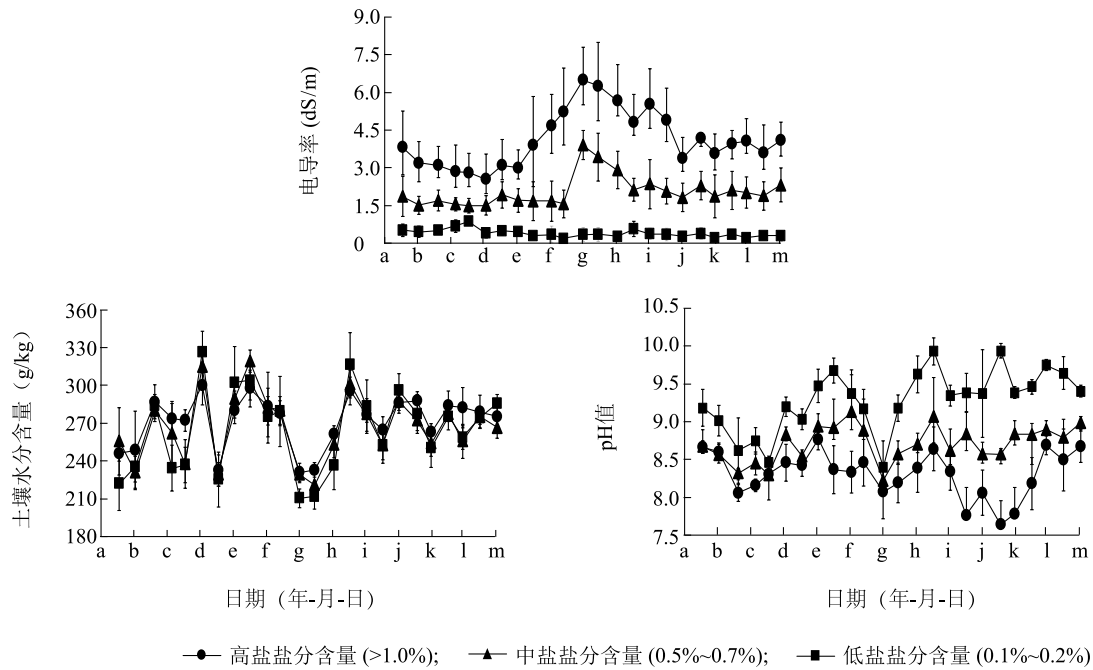 9.0
7.5
6.0
4.5
3.0
1.5
0
电导率 (dS/m)
a b c d e f g h i j k l m
360
330
300
270
240
210
180
土壤水分含量 (g/kg)
a b c d e f g h i j k l m
日期 (年-月-日)
10.5
10.0
9.5
9.0
8.5
8.0
7.5
pH值
a b c d e f g h i j k l m
日期 (年-月-日)
高盐盐分含量 (>1.0%); 中盐盐分含量 (0.5%~0.7%); 低盐盐分含量 (0.1%~0.2%)